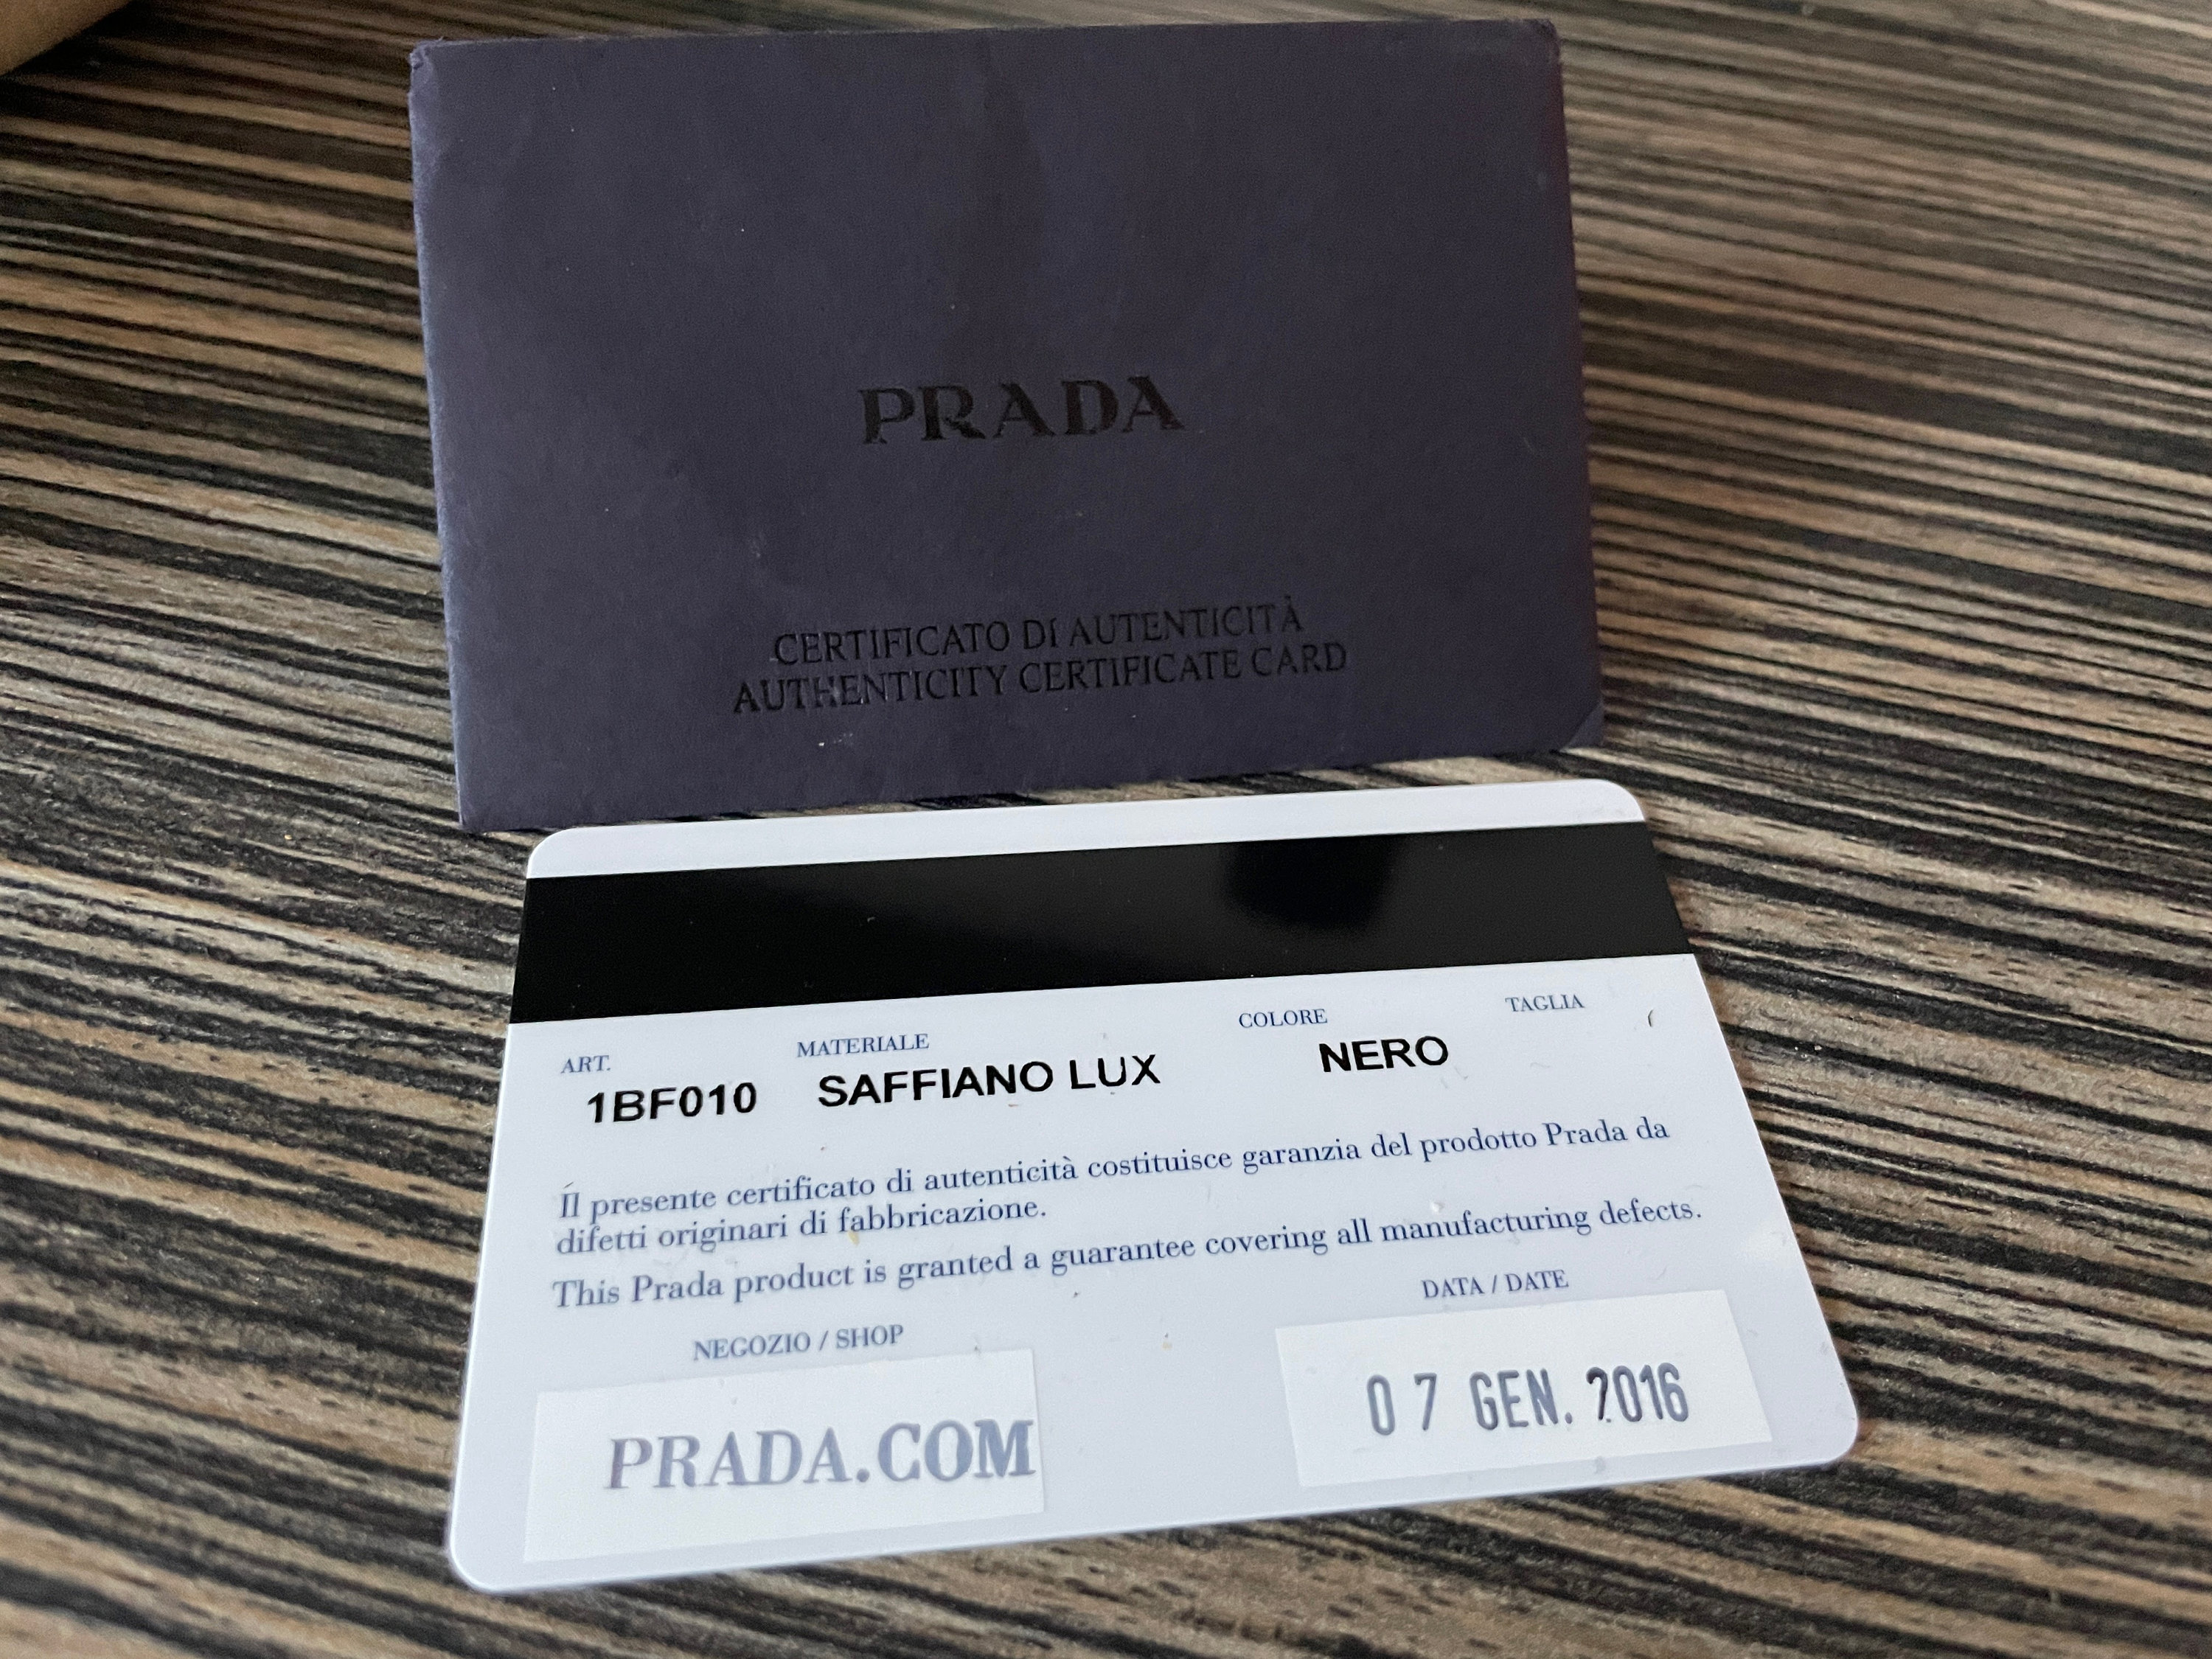 PRADA
CERTIFICATO DI AUTENTICITÀ
AUTHENTICITY CERTIFICATE CARD
ART. MATERIALE COLORE TAGLIA
1BF010 SAFFIANO LUX NERO
Il presente certificato di autenticità costituisce garanzia del prodotto Prada da
difetti originari di fabbricazione.
This Prada product is granted a guarantee covering all manufacturing defects.
NEGOZIO / SHOP DATA / DATE
PRADA.COM 07 GEN. 2016